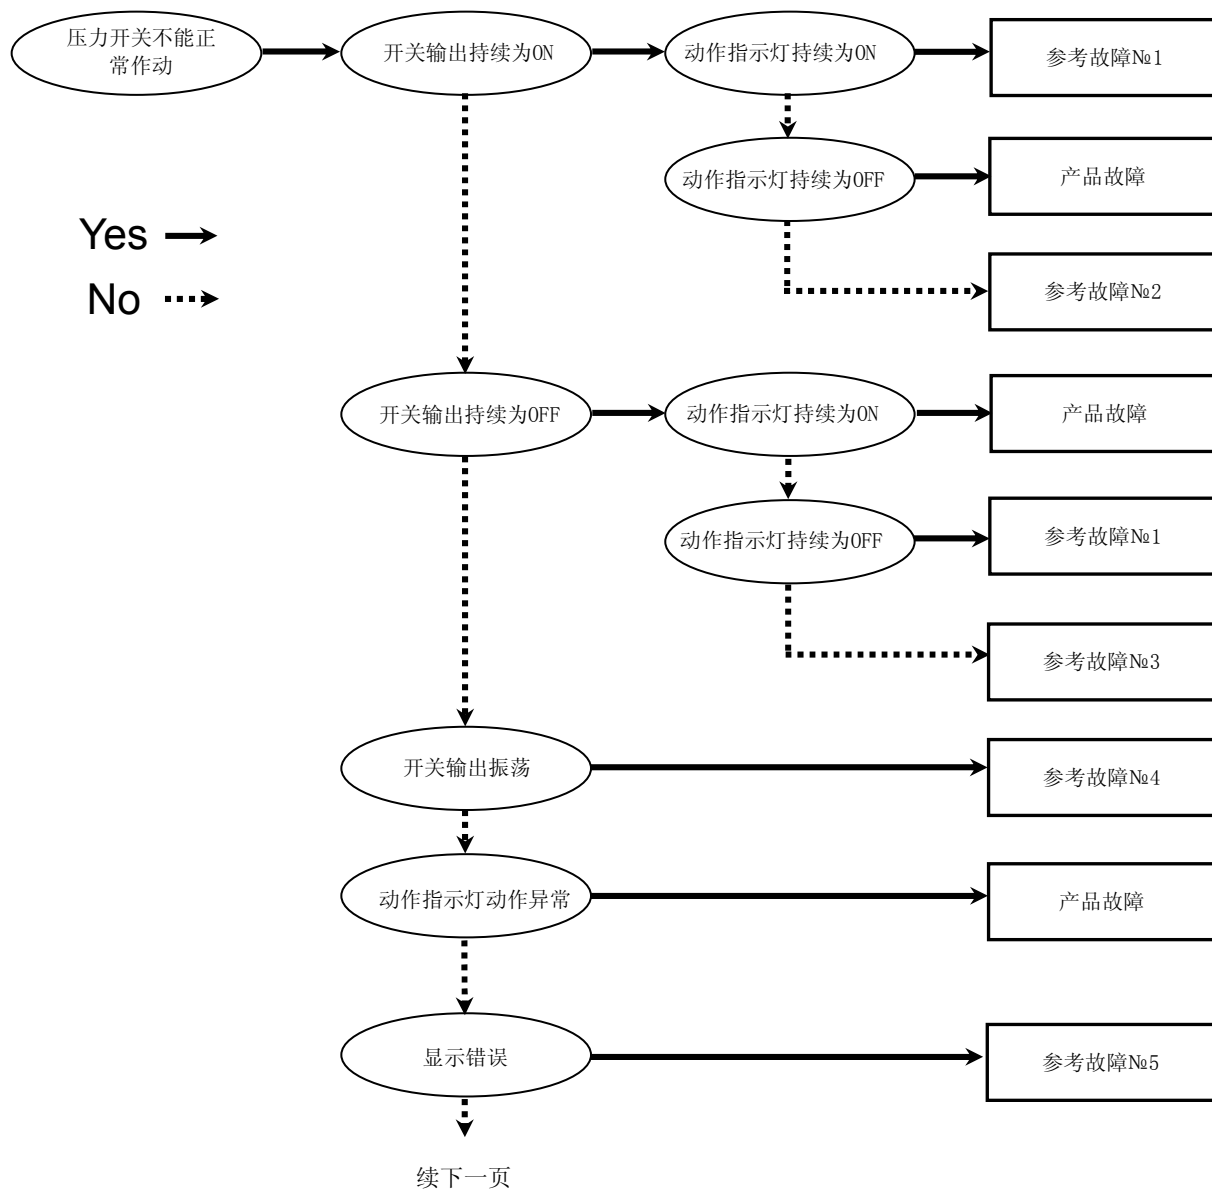 压力开关不能正
常作动
开关输出持续为ON
动作指示灯持续为ON
参考故障№1
动作指示灯持续为OFF
产品故障
Yes
No
参考故障№2
开关输出持续为OFF
动作指示灯持续为ON
产品故障
动作指示灯持续为OFF
参考故障№1
参考故障№3
开关输出振荡
参考故障№4
动作指示灯动作异常
产品故障
显示错误
参考故障№5
续下一页